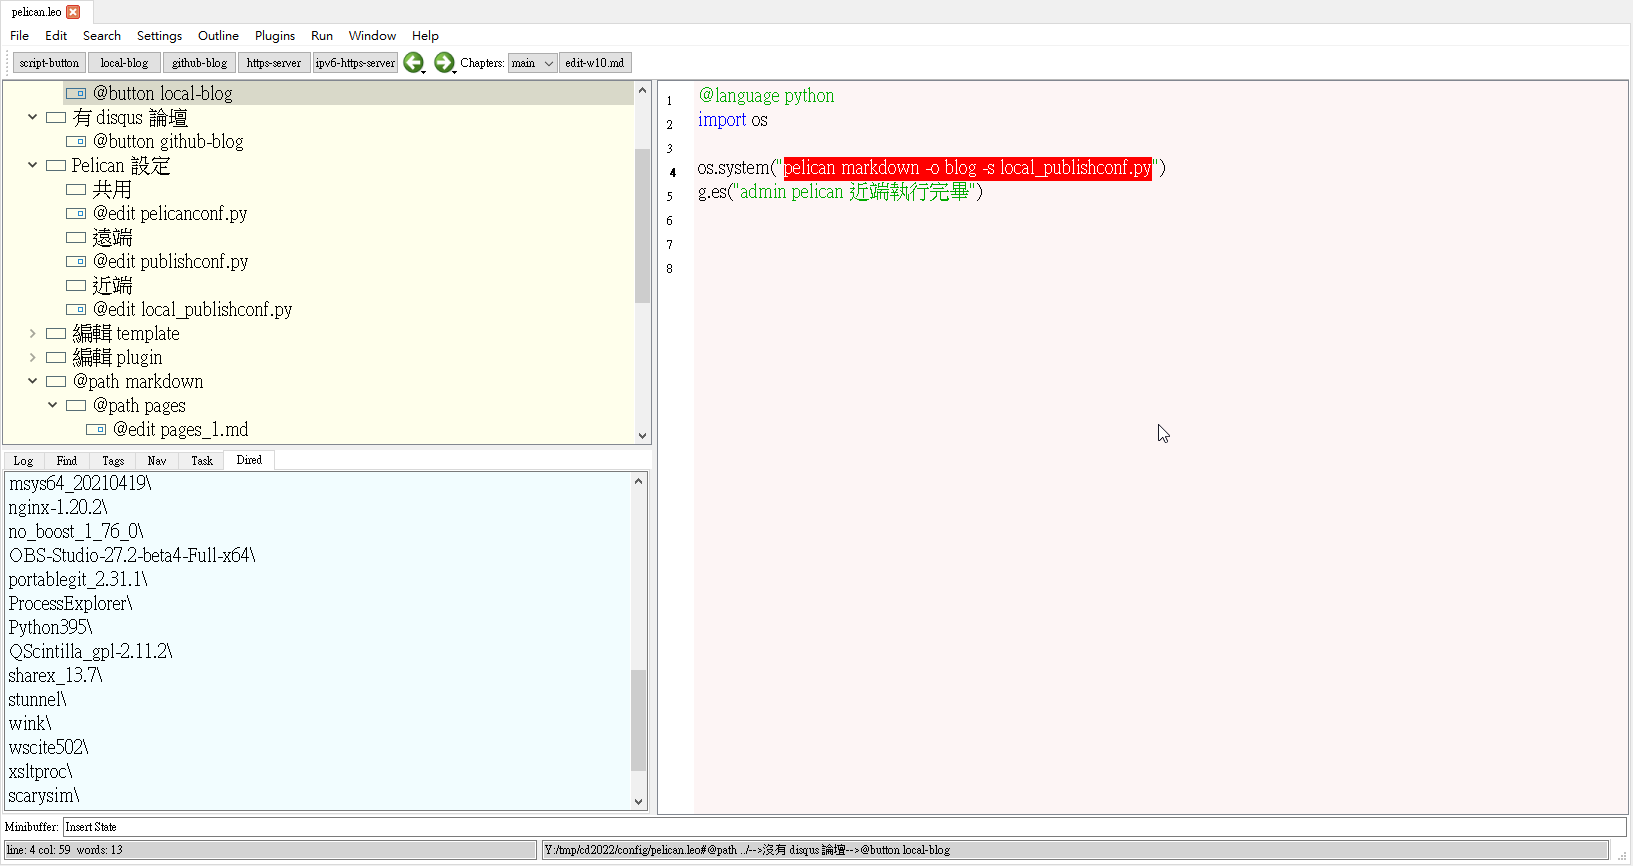 pelican.leo
File Edit Search Settings Outline Plugins Run Window Help
script-button local-blog github-blog https-server ipv6-https-server Chapters: main edit-w10.md
@button local-blog
有 disqus 論壇
@button github-blog
Pelican 設定
共用
@edit pelicanconf.py
遠端
@edit publishconf.py
近端
@edit local_publishconf.py
編輯 template
編輯 plugin
@path markdown
@path pages
@edit pages_1.md
Log Find Tags Nav Task Dired
msys64_20210419\
nginx-1.20.2\
no_boost_1_76_0\
OBS-Studio-27.2-beta4-Full-x64\
portablegit_2.31.1\
ProcessExplorer\
Python395\
QScintilla_gpl-2.11.2\
sharex_13.7\
stunnel\
wink\
wscite502\
xsltproc\
scarysim\
1 @language python
2 import os
3
4 os.system("pelican markdown -o blog -s local_publishconf.py")
5 g.es("admin pelican 近端執行完畢")
6
7
8
Minibuffer: Insert State
line: 4 col: 59 words: 13
Y:/tmp/cd2022/config/pelican.leo#@path ../-->沒有 disqus 論壇-->@button local-blog